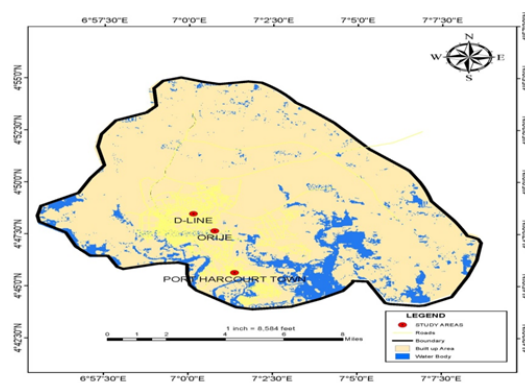 6°57'30"E 7°0'0"E 7°2'30"E 7°5'0"E 7°7'30"E
N
W E
S
4°55'0"N
4°52'30"N
4°50'0"N
4°47'30"N
4°45'0"N
4°42'30"N
D-LINE
ORIJE
PORT HARCOURT TOWN
1 inch = 8,584 feet
0 1 2 4 6 8
Miles
LEGEND
STUDY AREAS
Roads
Boundary
Built up Area
Water Body
6°57'30"E 7°0'0"E 7°2'30"E 7°5'0"E 7°7'30"E